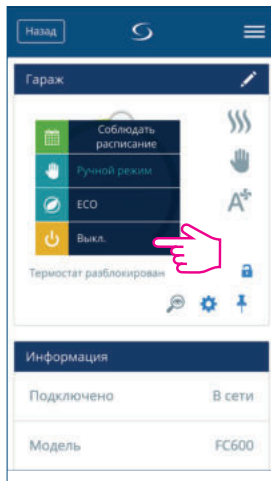 Назад
Гараж
Соблюдать
расписание
Ручной режим
ECO
Выкл.
A
Термостат разблокирован
Информация
Подключено В сети
Модель FC600